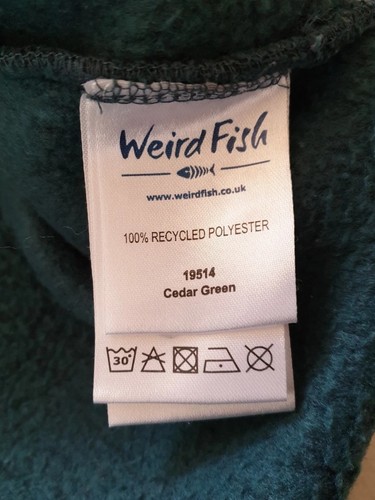 Weird Fish
www.weirdfish.co.uk
100% RECYCLED POLYESTER
19514
Cedar Green
30°